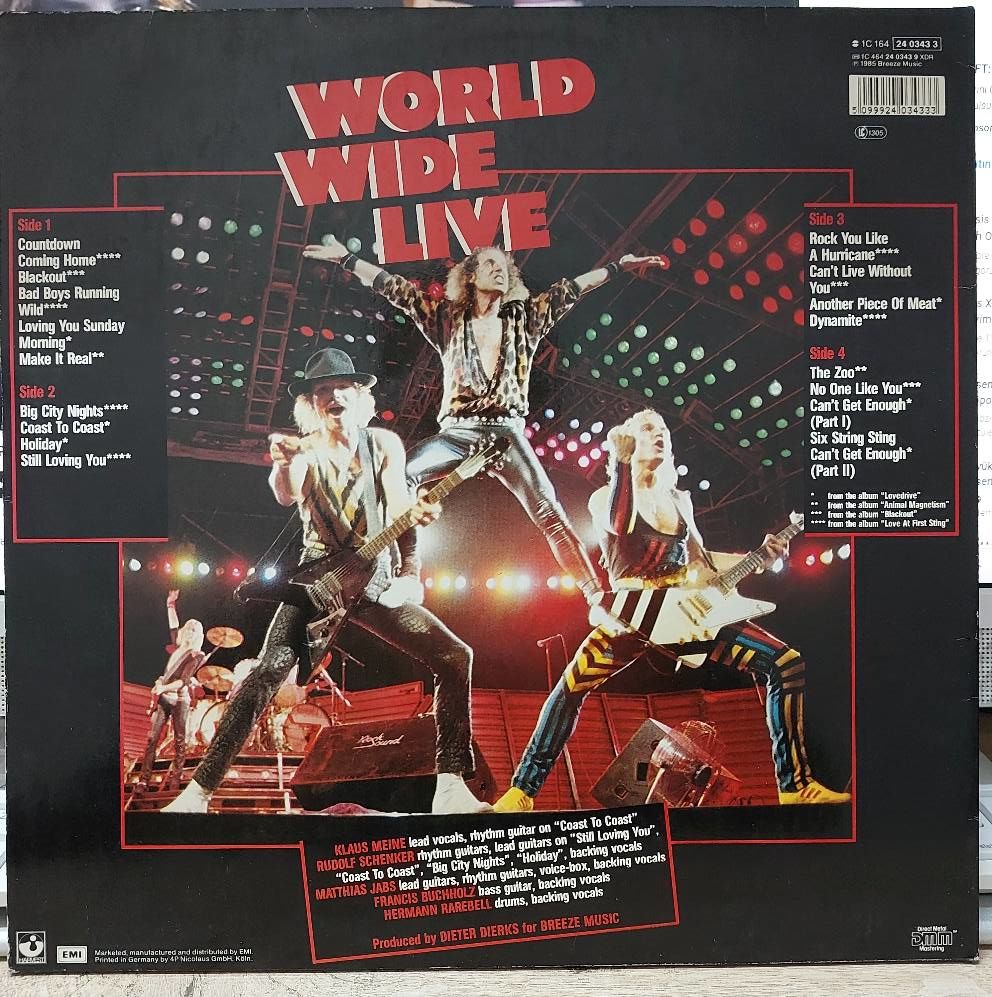 1C 164 24 0343 3
1C 464 24 0343 9 XDR
℗ 1985 Breeze Music
5 099924 034333
LC 1305
WORLD
WIDE
LIVE
Side 1
Countdown
Coming Home****
Blackout***
Bad Boys Running
Wild****
Loving You Sunday
Morning*
Make It Real**
Side 2
Big City Nights****
Coast To Coast*
Holiday*
Still Loving You****
Side 3
Rock You Like
A Hurricane****
Can't Live Without
You***
Another Piece Of Meat*
Dynamite****
Side 4
The Zoo**
No One Like You***
Can't Get Enough*
(Part I)
Six String Sting
Can't Get Enough*
(Part II)
* from the album "Lovedrive"
** from the album "Animal Magnetism"
*** from the album "Blackout"
**** from the album "Love At First Sting"
Rock
Sound
KLAUS MEINE lead vocals, rhythm guitar on "Coast To Coast"
RUDOLF SCHENKER rhythm guitars, lead guitars on "Still Loving You",
"Coast To Coast", "Big City Nights", "Holiday", backing vocals
MATTHIAS JABS lead guitars, rhythm guitars, voice-box, backing vocals
FRANCIS BUCHHOLZ bass guitar, backing vocals
HERMANN RAREBELL drums, backing vocals
Produced by DIETER DIERKS for BREEZE MUSIC
HARVEST
EMI
Marketed, manufactured and distributed by EMI.
Printed in Germany by 4P Nicolaus GmbH, Köln.
Direct Metal
DMM
Mastering